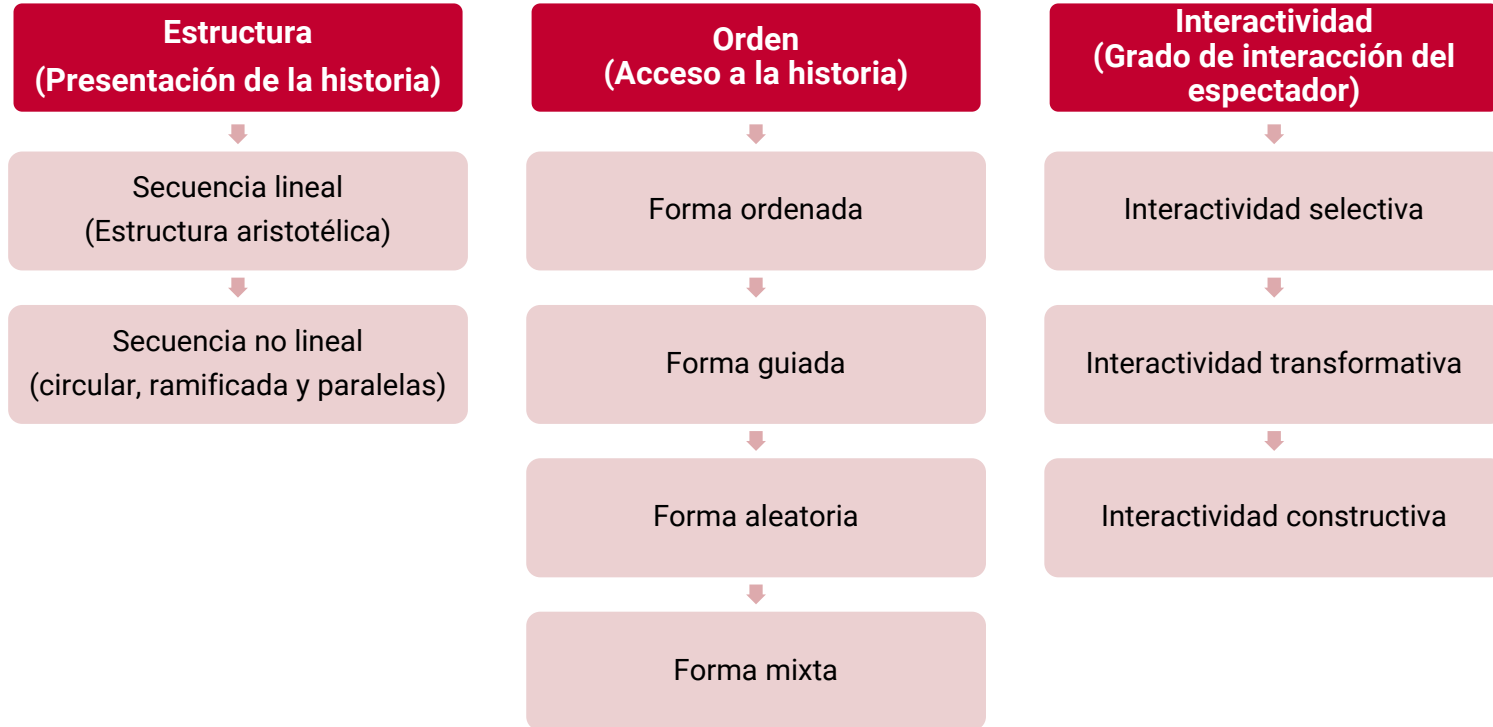 Estructura
(Presentación de la historia)
Secuencia lineal
(Estructura aristotélica)
Secuencia no lineal
(circular, ramificada y paralelas)
Orden
(Acceso a la historia)
Forma ordenada
Forma guiada
Forma aleatoria
Forma mixta
Interactividad
(Grado de interacción del
espectador)
Interactividad selectiva
Interactividad transformativa
Interactividad constructiva